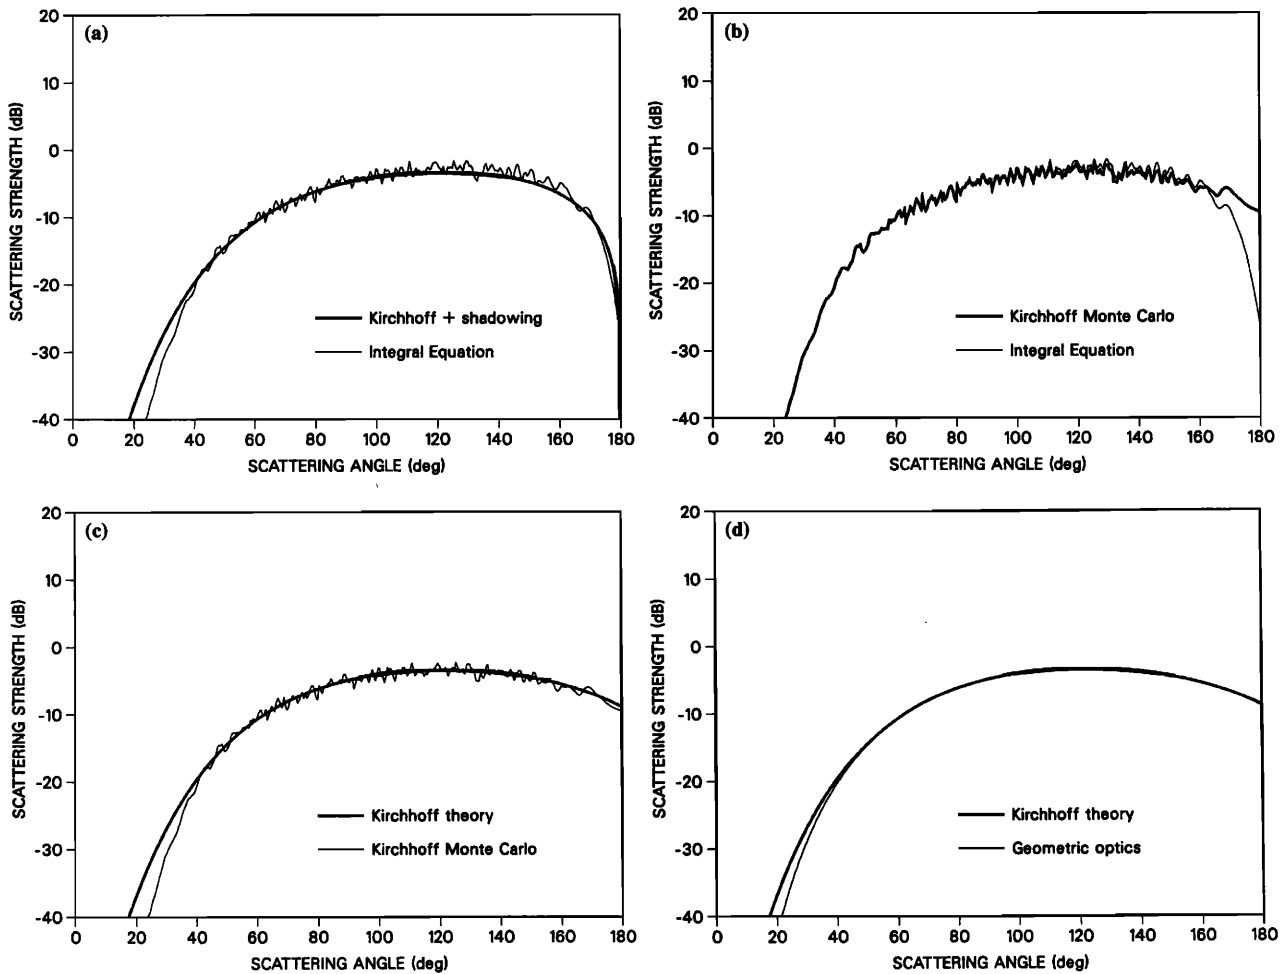 (a)
20
10
0
-10
-20
-30
-40
SCATTERING STRENGTH (dB)
Kirchhoff + shadowing
Integral Equation
0 20 40 60 80 100 120 140 160 180
SCATTERING ANGLE (deg)
(b)
20
10
0
-10
-20
-30
-40
SCATTERING STRENGTH (dB)
Kirchhoff Monte Carlo
Integral Equation
0 20 40 60 80 100 120 140 160 180
SCATTERING ANGLE (deg)
(c)
20
10
0
-10
-20
-30
-40
SCATTERING STRENGTH (dB)
Kirchhoff theory
Kirchhoff Monte Carlo
0 20 40 60 80 100 120 140 160 180
SCATTERING ANGLE (deg)
(d)
20
10
0
-10
-20
-30
-40
SCATTERING STRENGTH (dB)
Kirchhoff theory
Geometric optics
0 20 40 60 80 100 120 140 160 180
SCATTERING ANGLE (deg)